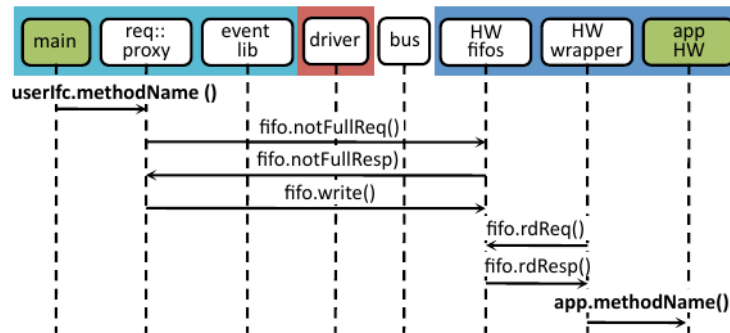 main
req::
proxy
event
lib
driver
bus
HW
fifos
HW
wrapper
app
HW
userIfc.methodName ()
fifo.notFullReq()
fifo.notFullResp)
fifo.write()
fifo.rdReq()
fifo.rdResp()
app.methodName()